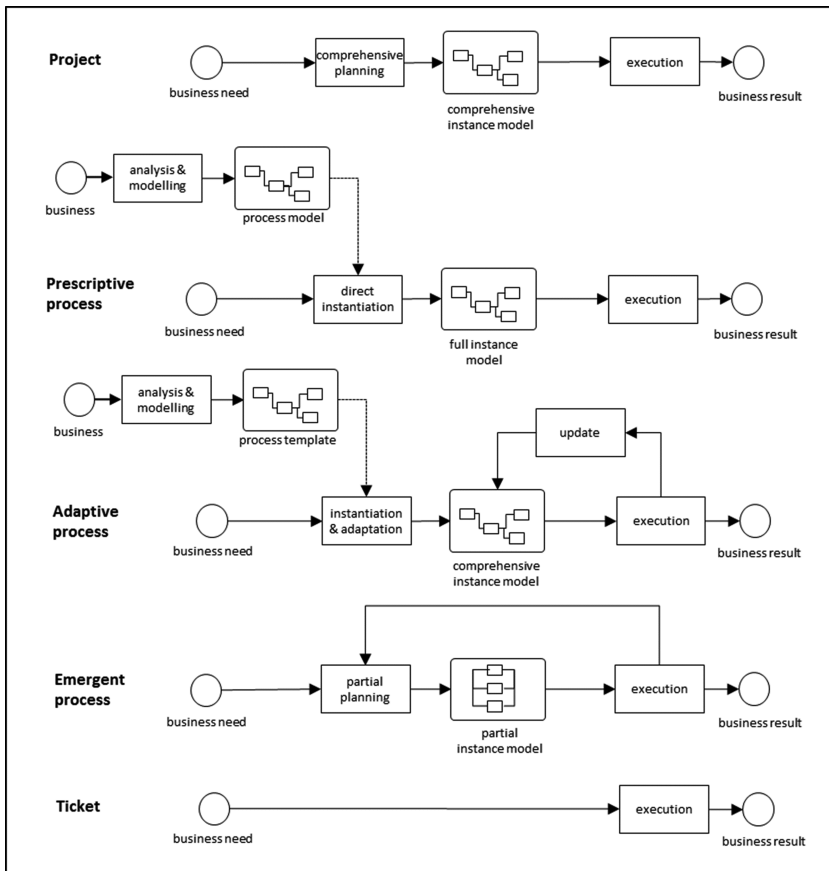 Project
business need
comprehensive
planning
comprehensive
instance model
execution
business result
business
analysis &
modelling
process model
Prescriptive
process
business need
direct
instantiation
full instance
model
execution
business result
business
analysis &
modelling
process template
update
Adaptive
process
business need
instantiation
& adaptation
comprehensive
instance model
execution
business result
Emergent
process
business need
partial
planning
partial
instance model
execution
business result
Ticket
business need
execution
business result